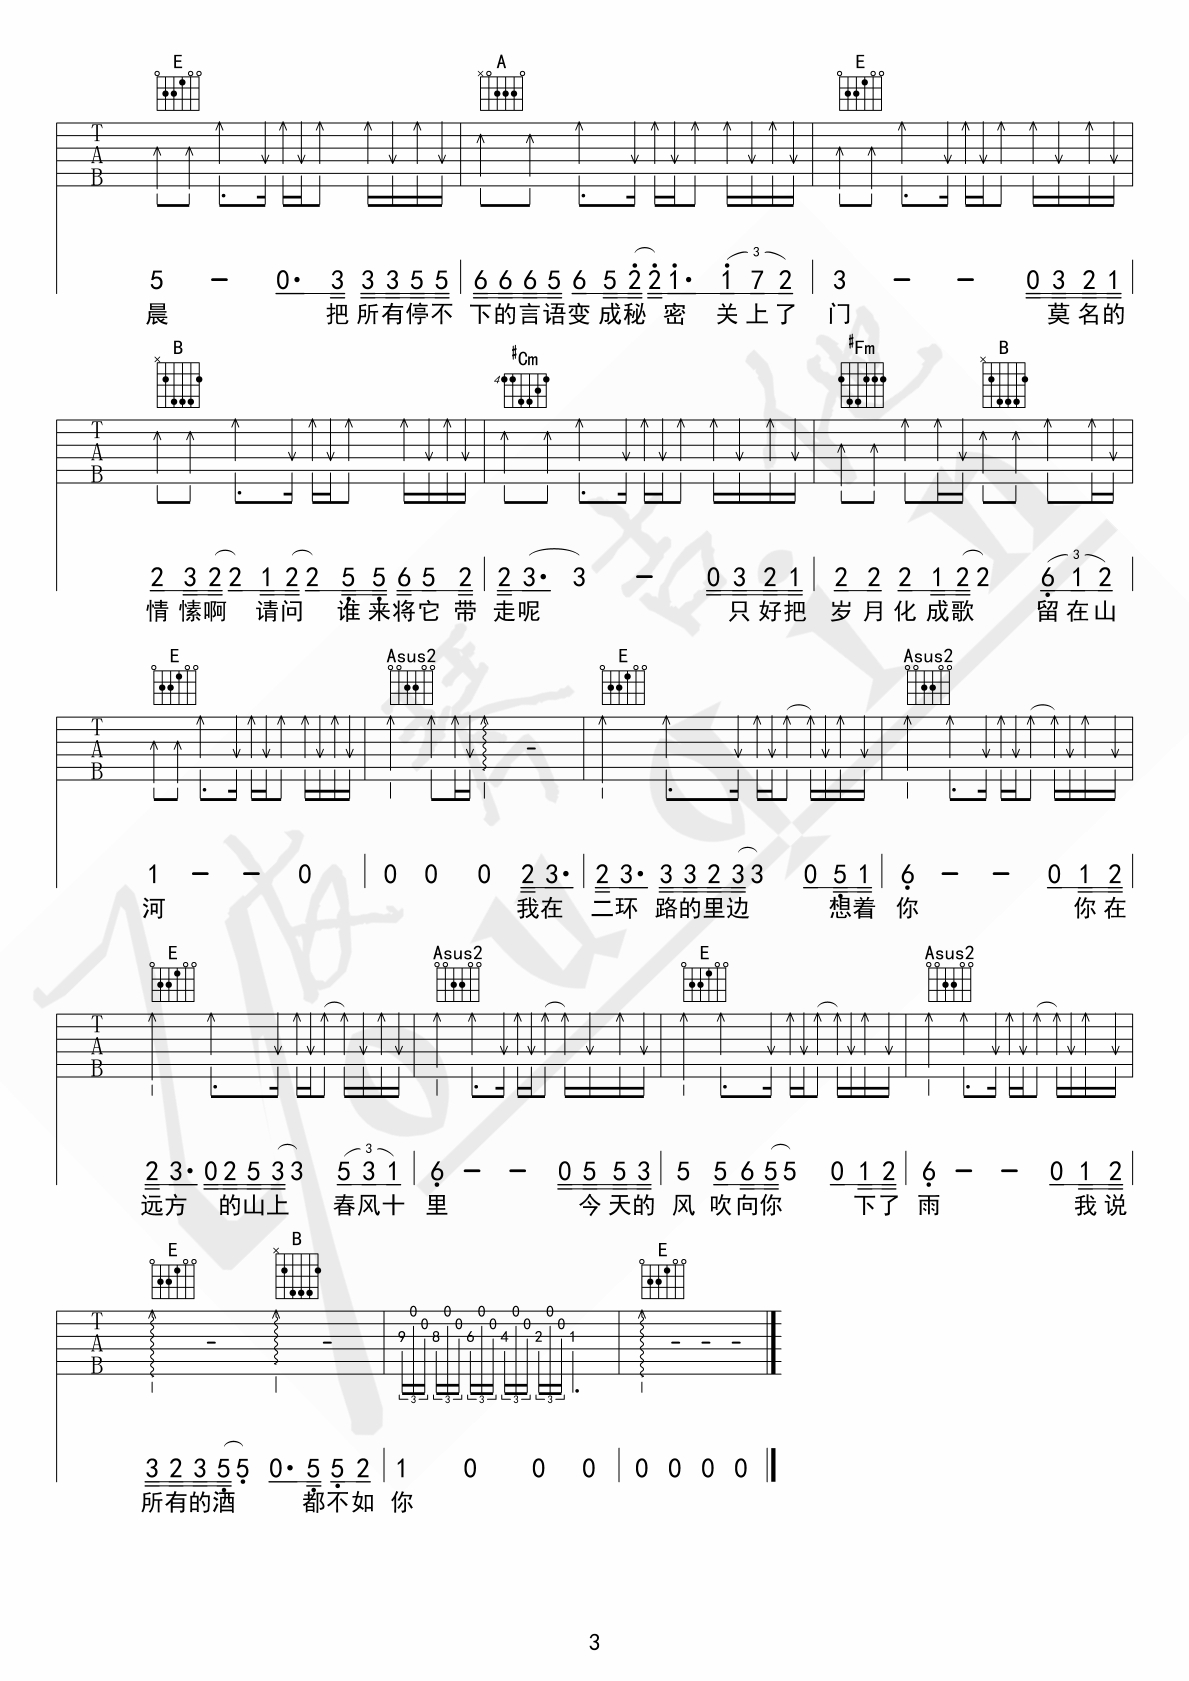 E A E
T
A
B
5 － 0· 3 3 3 5 5 6 6 6 5 6 5 2 2 1· 1 7 2 3 － － 0 3 2 1
3
晨 把 所有停不 下的言语变成秘 密 关上了 门 莫名的
B #Cm #Fm B
4
T
A
B
2 3 2 2 1 2 2 5 5 6 5 2 2 3· 3 － 0 3 2 1 2 2 2 1 2 2 6 1 2
3
情愫啊 请问 谁来将它带 走呢 只好把 岁月化成歌 留在山
E Asus2 E Asus2
T
A
B
1 － － 0 0 0 0 2 3· 2 3· 3 3 2 3 3 0 5 1 6 － － 0 1 2
河 我在 二环 路的里边 想着 你 你在
E Asus2 E Asus2
T
A
B
2 3· 0 2 5 3 3 5 3 1 6 － － 0 5 5 3 5 5 6 5 5 0 1 2 6 － － 0 1 2
3
远方 的山上 春风十 里 今天的 风 吹向你 下了 雨 我说
E B E
T
A
B
9 0 0 8 0 0 6 0 0 4 0 0 2 0 0 1
3 3 3 3 3
3 2 3 5 5 0· 5 5 2 1 0 0 0 0 0 0 0
所有的酒 都不如 你
3